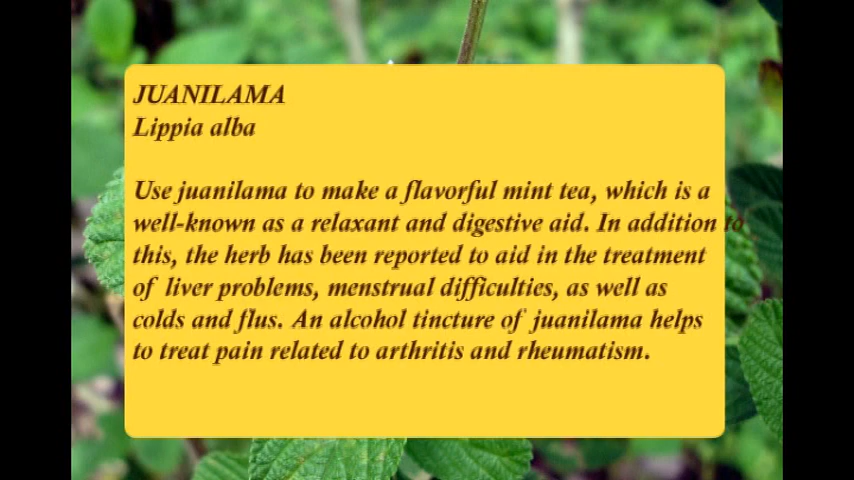 JUANILAMA
Lippia alba
Use juanilama to make a flavorful mint tea, which is a
well-known as a relaxant and digestive aid. In addition to
this, the herb has been reported to aid in the treatment
of liver problems, menstrual difficulties, as well as
colds and flus. An alcohol tincture of juanilama helps
to treat pain related to arthritis and rheumatism.